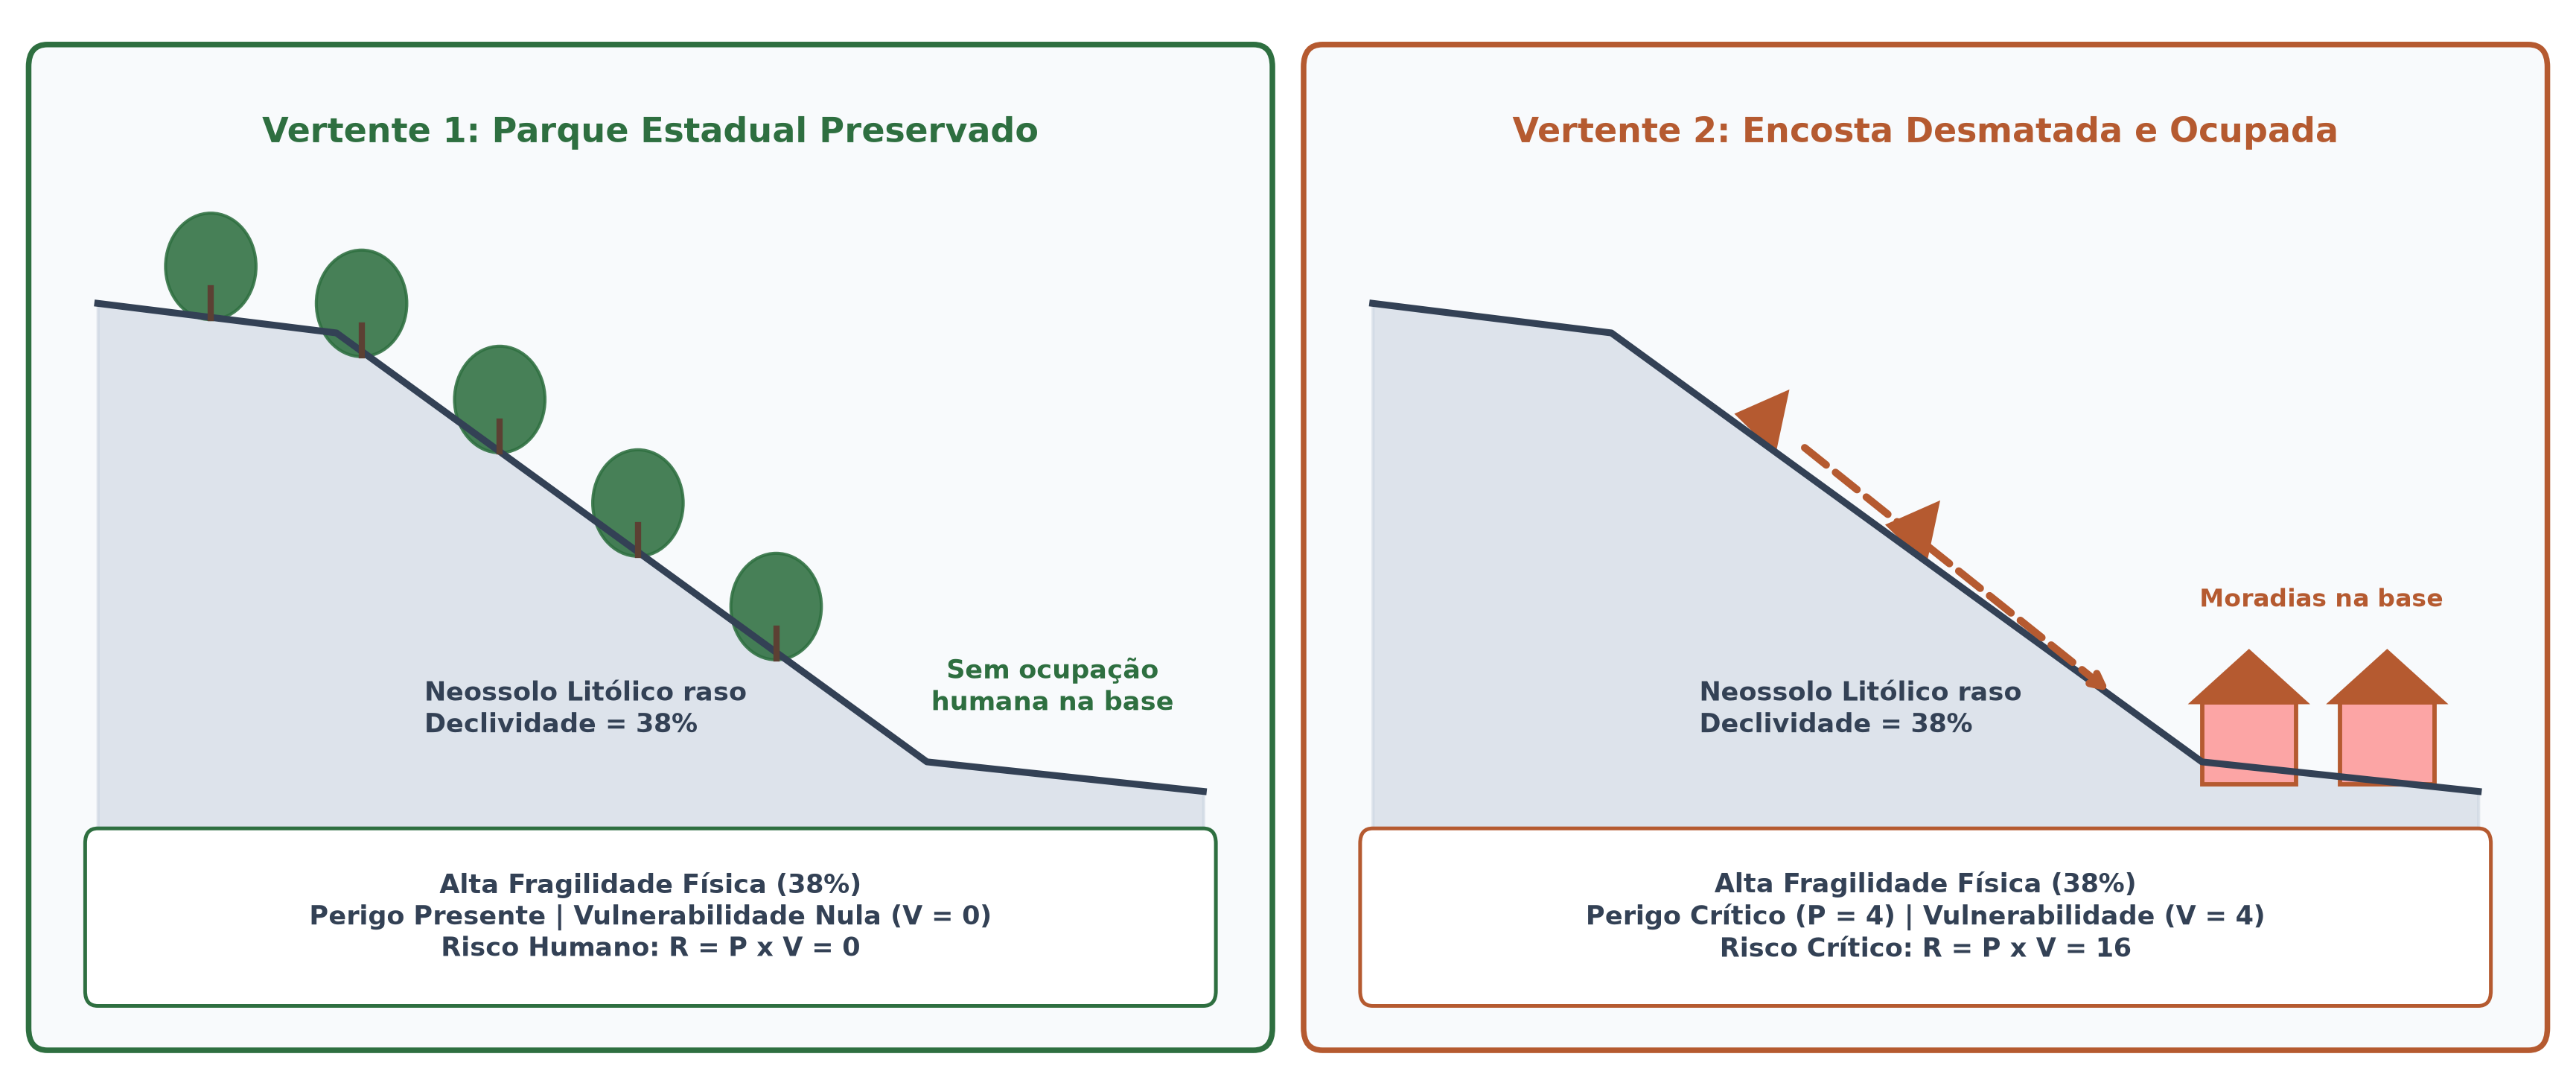 Vertente 1: Parque Estadual Preservado
Sem ocupação
humana na base
Neossolo Litólico raso
Declividade = 38%
Alta Fragilidade Física (38%)
Perigo Presente | Vulnerabilidade Nula (V = 0)
Risco Humano: R = P x V = 0
Vertente 2: Encosta Desmatada e Ocupada
Moradias na base
Neossolo Litólico raso
Declividade = 38%
Alta Fragilidade Física (38%)
Perigo Crítico (P = 4) | Vulnerabilidade (V = 4)
Risco Crítico: R = P x V = 16